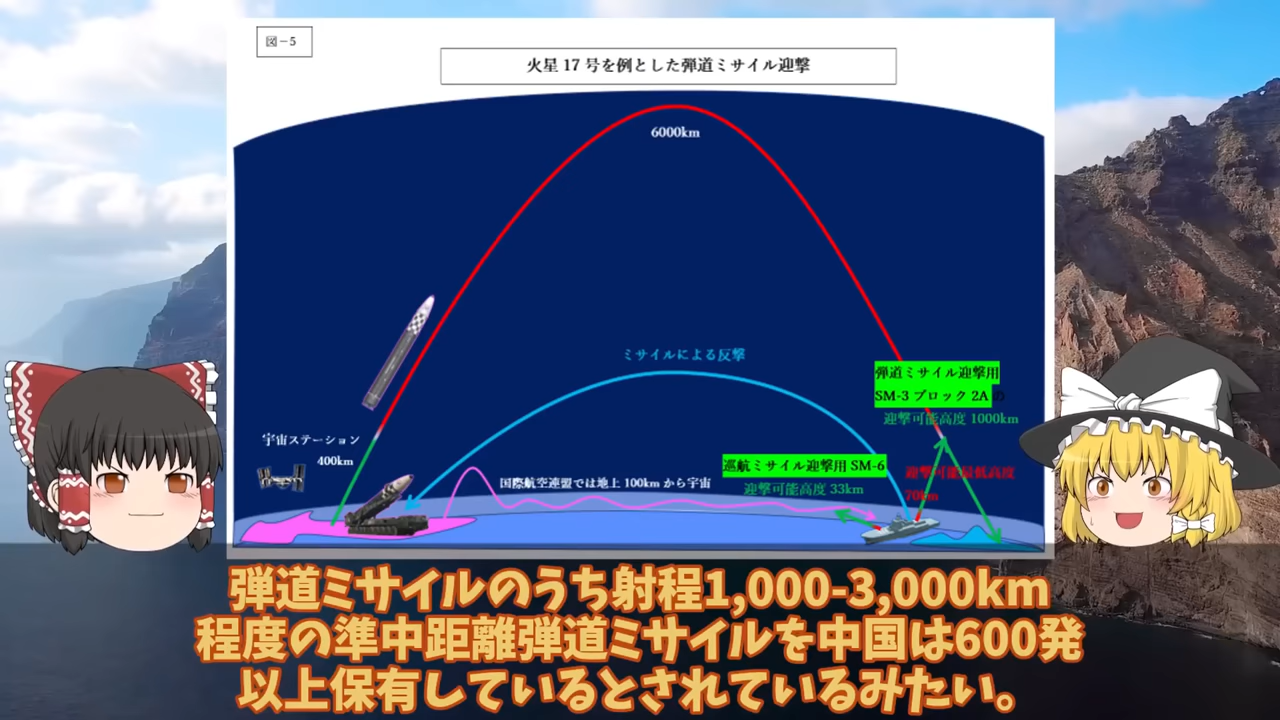 図－5
火星 17 号を例とした弾道ミサイル迎撃
6000km
ミサイルによる反撃
弾道ミサイル迎撃用
SM-3 ブロック 2A の
迎撃可能高度 1000km
宇宙ステーション
400km
巡航ミサイル迎撃用 SM-6
迎撃可能高度 33km
迎撃可能最低高度
70km
国際航空連盟では地上 100km から宇宙
弾道ミサイルのうち射程1,000-3,000km
程度の準中距離弾道ミサイルを中国は600発
以上保有しているとされているみたい。